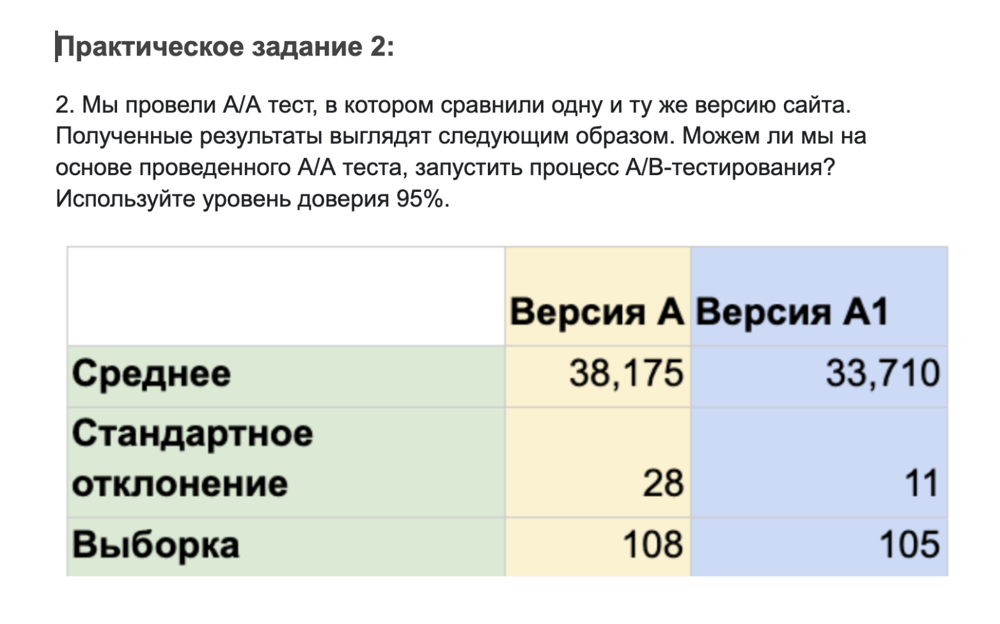 Практическое задание 2:
2. Мы провели А/А тест, в котором сравнили одну и ту же версию сайта.
Полученные результаты выглядят следующим образом. Можем ли мы на
основе проведенного А/А теста, запустить процесс А/В-тестирования?
Используйте уровень доверия 95%.
Версия А Версия А1
Среднее 38,175 33,710
Стандартное
отклонение 28 11
Выборка 108 105